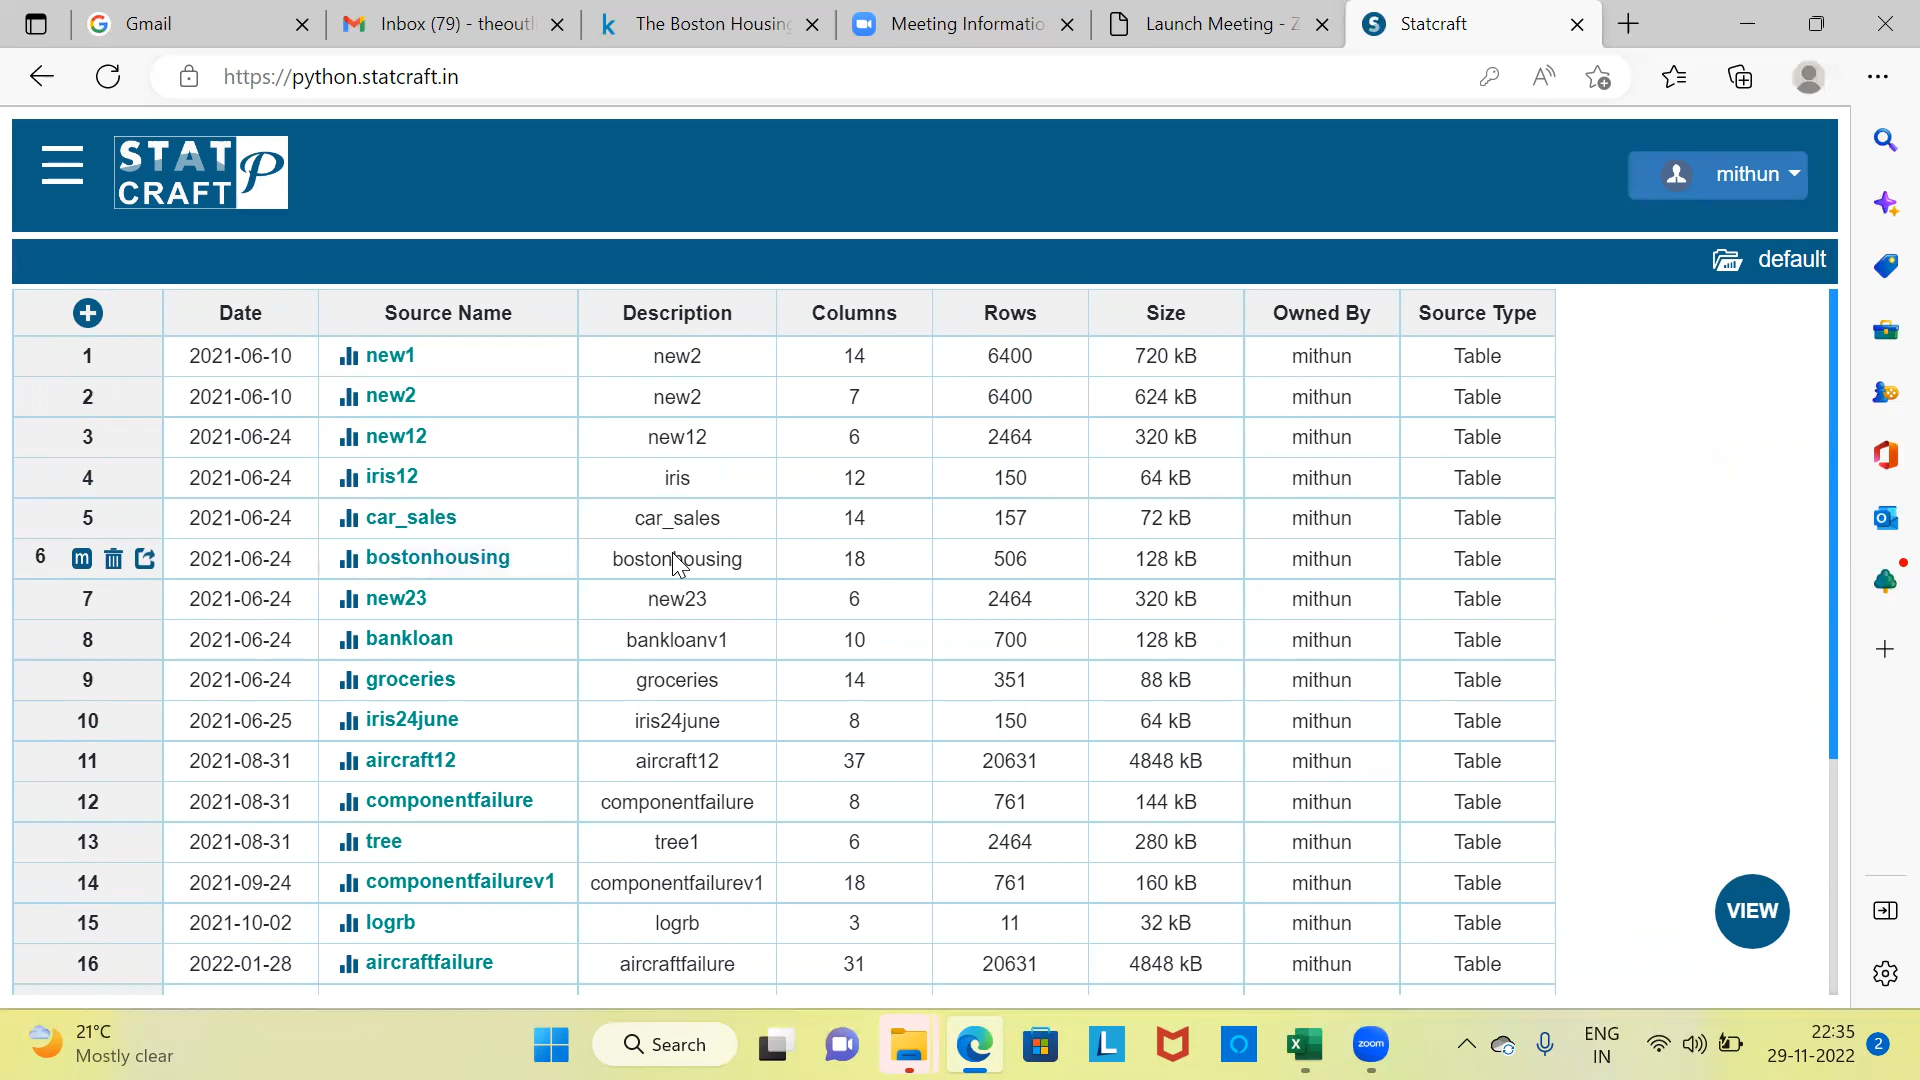 Gmail
Inbox (79) - theoutl
The Boston Housing
Meeting Informatio
Launch Meeting - Z
Statcraft
https://python.statcraft.in
STAT CRAFT P
mithun
default
Date Source Name Description Columns Rows Size Owned By Source Type
1 2021-06-10 new1 new2 14 6400 720 kB mithun Table
2 2021-06-10 new2 new2 7 6400 624 kB mithun Table
3 2021-06-24 new12 new12 6 2464 320 kB mithun Table
4 2021-06-24 iris12 iris 12 150 64 kB mithun Table
5 2021-06-24 car_sales car_sales 14 157 72 kB mithun Table
6 m 2021-06-24 bostonhousing bostonhousing 18 506 128 kB mithun Table
7 2021-06-24 new23 new23 6 2464 320 kB mithun Table
8 2021-06-24 bankloan bankloanv1 10 700 128 kB mithun Table
9 2021-06-24 groceries groceries 14 351 88 kB mithun Table
10 2021-06-25 iris24june iris24june 8 150 64 kB mithun Table
11 2021-08-31 aircraft12 aircraft12 37 20631 4848 kB mithun Table
12 2021-08-31 componentfailure componentfailure 8 761 144 kB mithun Table
13 2021-08-31 tree tree1 6 2464 280 kB mithun Table
14 2021-09-24 componentfailurev1 componentfailurev1 18 761 160 kB mithun Table
15 2021-10-02 logrb logrb 3 11 32 kB mithun Table
16 2022-01-28 aircraftfailure aircraftfailure 31 20631 4848 kB mithun Table
VIEW
21°C
Mostly clear
Search
L
zoom
ENG
IN
22:35
29-11-2022
2